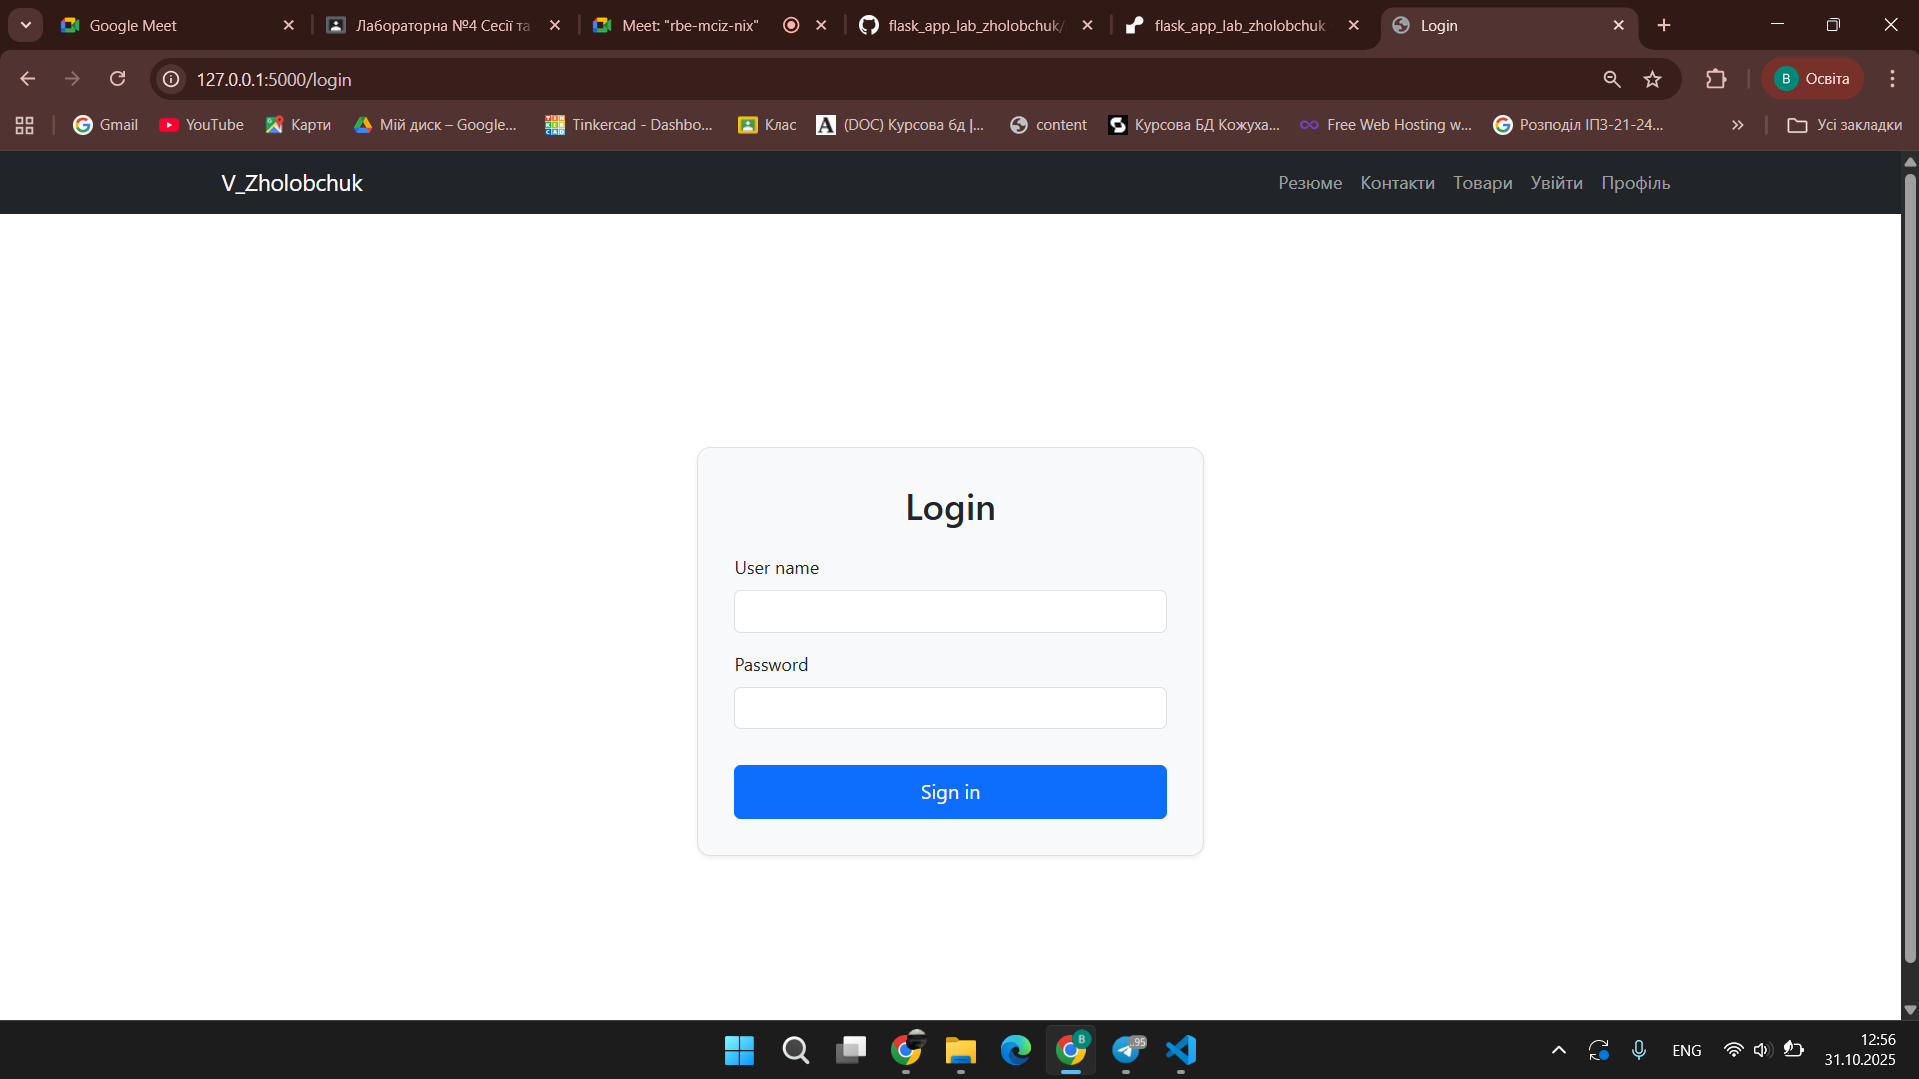 Google Meet
Лабораторна №4 Сесії та
Meet: "rbe-mciz-nix"
flask_app_lab_zholobchuk/
flask_app_lab_zholobchuk
Login
127.0.0.1:5000/login
B Освіта
Gmail
YouTube
Карти
Мій диск – Google...
Tinkercad - Dashbo...
Клас
(DOC) Курсова бд |...
content
Курсова БД Кожуха...
Free Web Hosting w...
Розподіл ІПЗ-21-24...
Усі закладки
V_Zholobchuk
Резюме Контакти Товари Увійти Профіль
Login
User name
Password
Sign in
ENG
12:56
31.10.2025